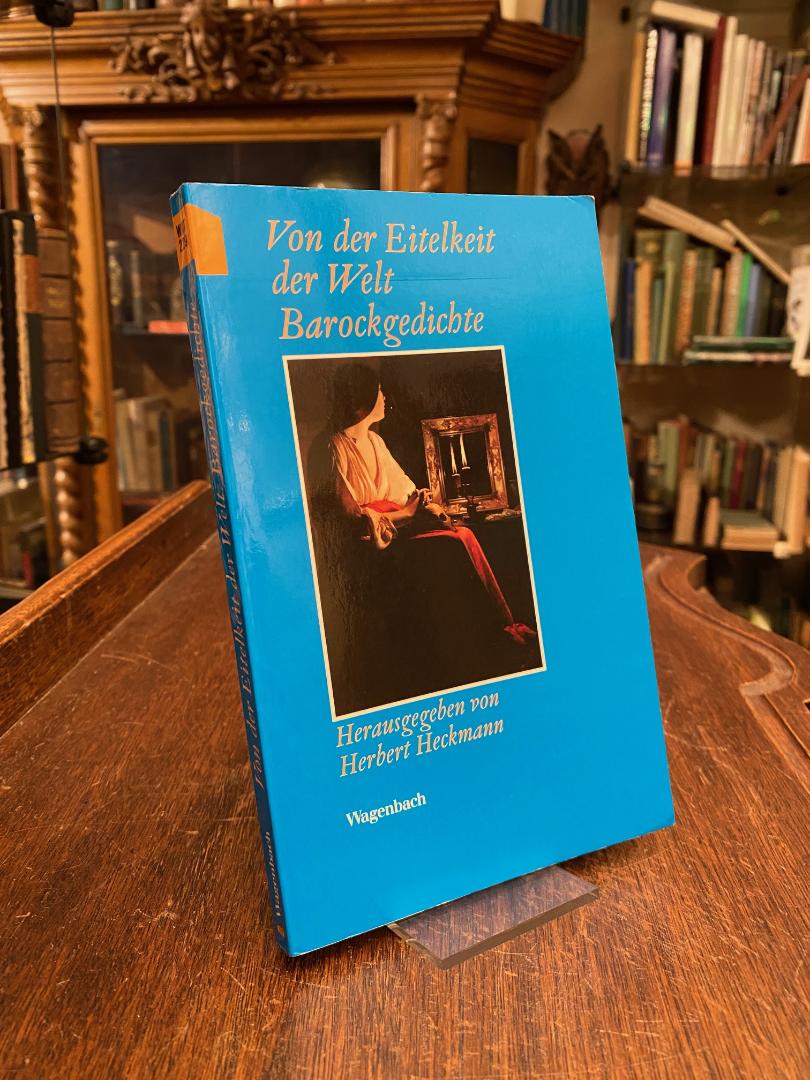 Von der Eitelkeit
der Welt
Barockgedichte
Herausgegeben von
Herbert Heckmann
Wagenbach
Von der Eitelkeit der Welt Barockgedichte
Wagenbach